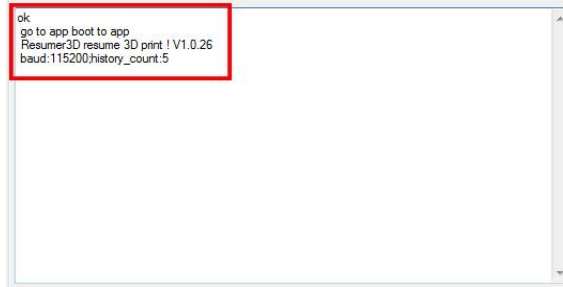 ok
go to app boot to app
Resumer3D resume 3D print ! V1.0.26
baud:115200;history_count:5